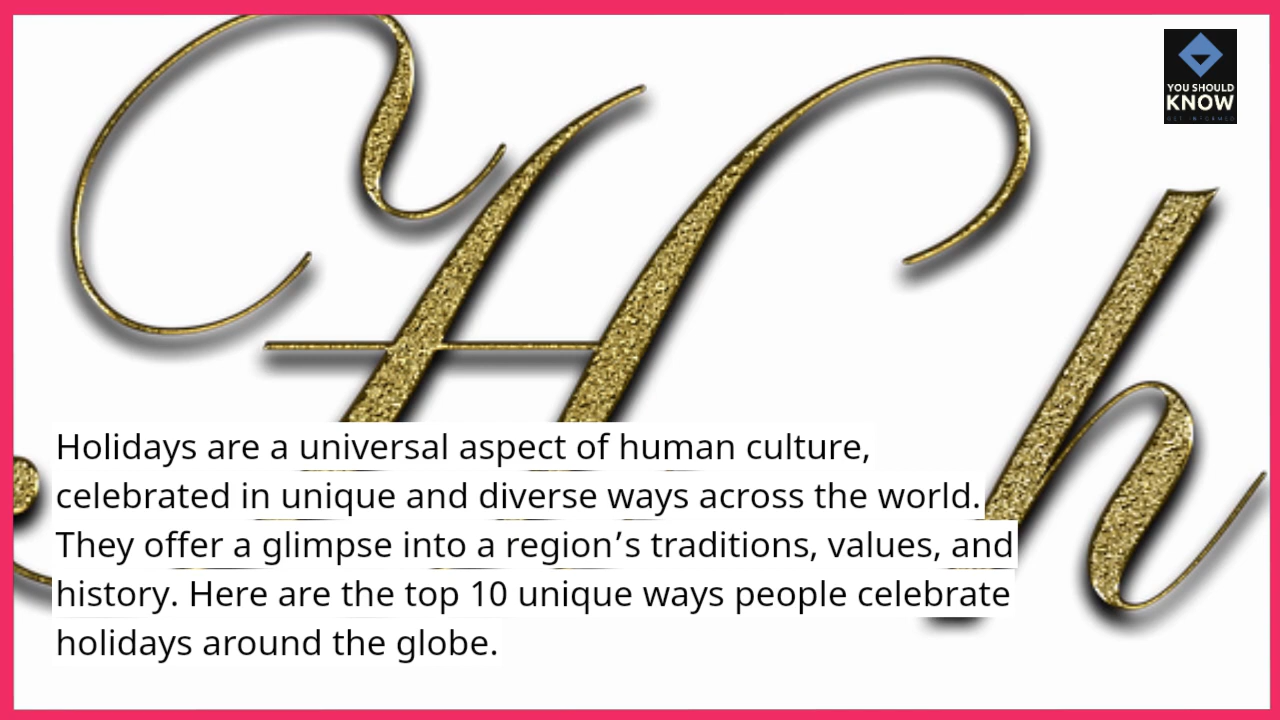 H h
YOU SHOULD
KNOW
GET INFORMED
Holidays are a universal aspect of human culture,
celebrated in unique and diverse ways across the world.
They offer a glimpse into a region’s traditions, values, and
history. Here are the top 10 unique ways people celebrate
holidays around the globe.